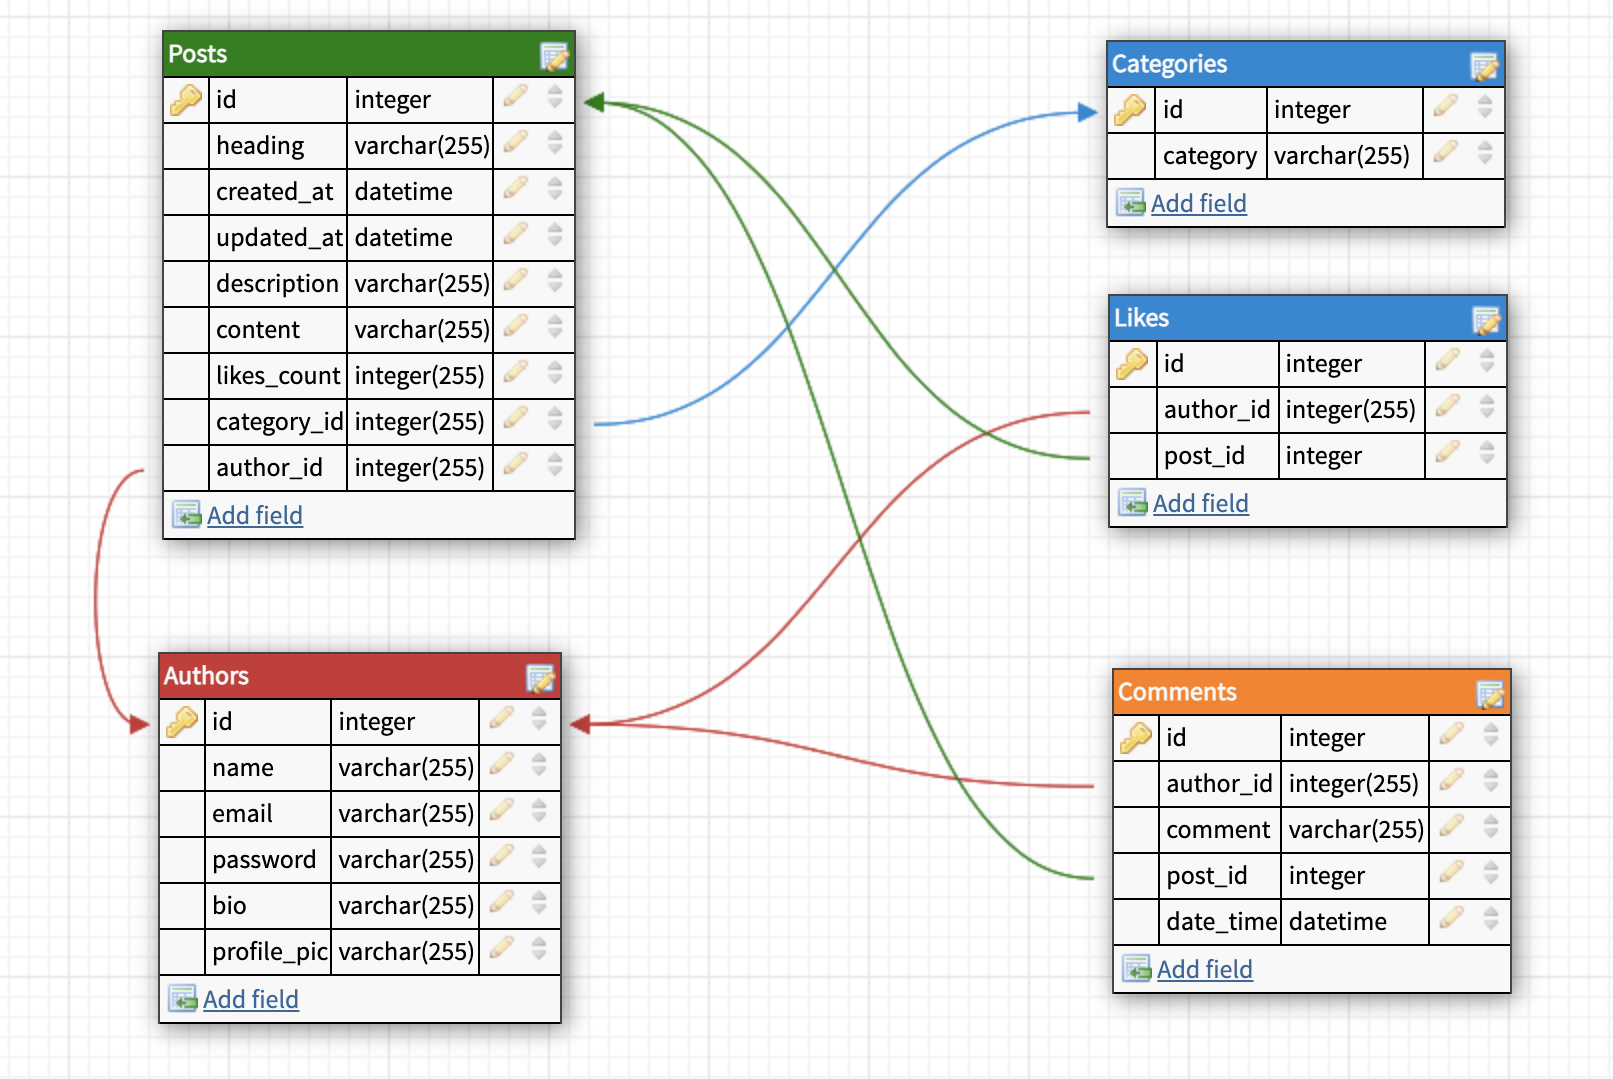 Posts
id integer
heading varchar(255)
created_at datetime
updated_at datetime
description varchar(255)
content varchar(255)
likes_count integer(255)
category_id integer(255)
author_id integer(255)
Add field
Categories
id integer
category varchar(255)
Add field
Likes
id integer
author_id integer(255)
post_id integer
Add field
Authors
id integer
name varchar(255)
email varchar(255)
password varchar(255)
bio varchar(255)
profile_pic varchar(255)
Add field
Comments
id integer
author_id integer(255)
comment varchar(255)
post_id integer
date_time datetime
Add field